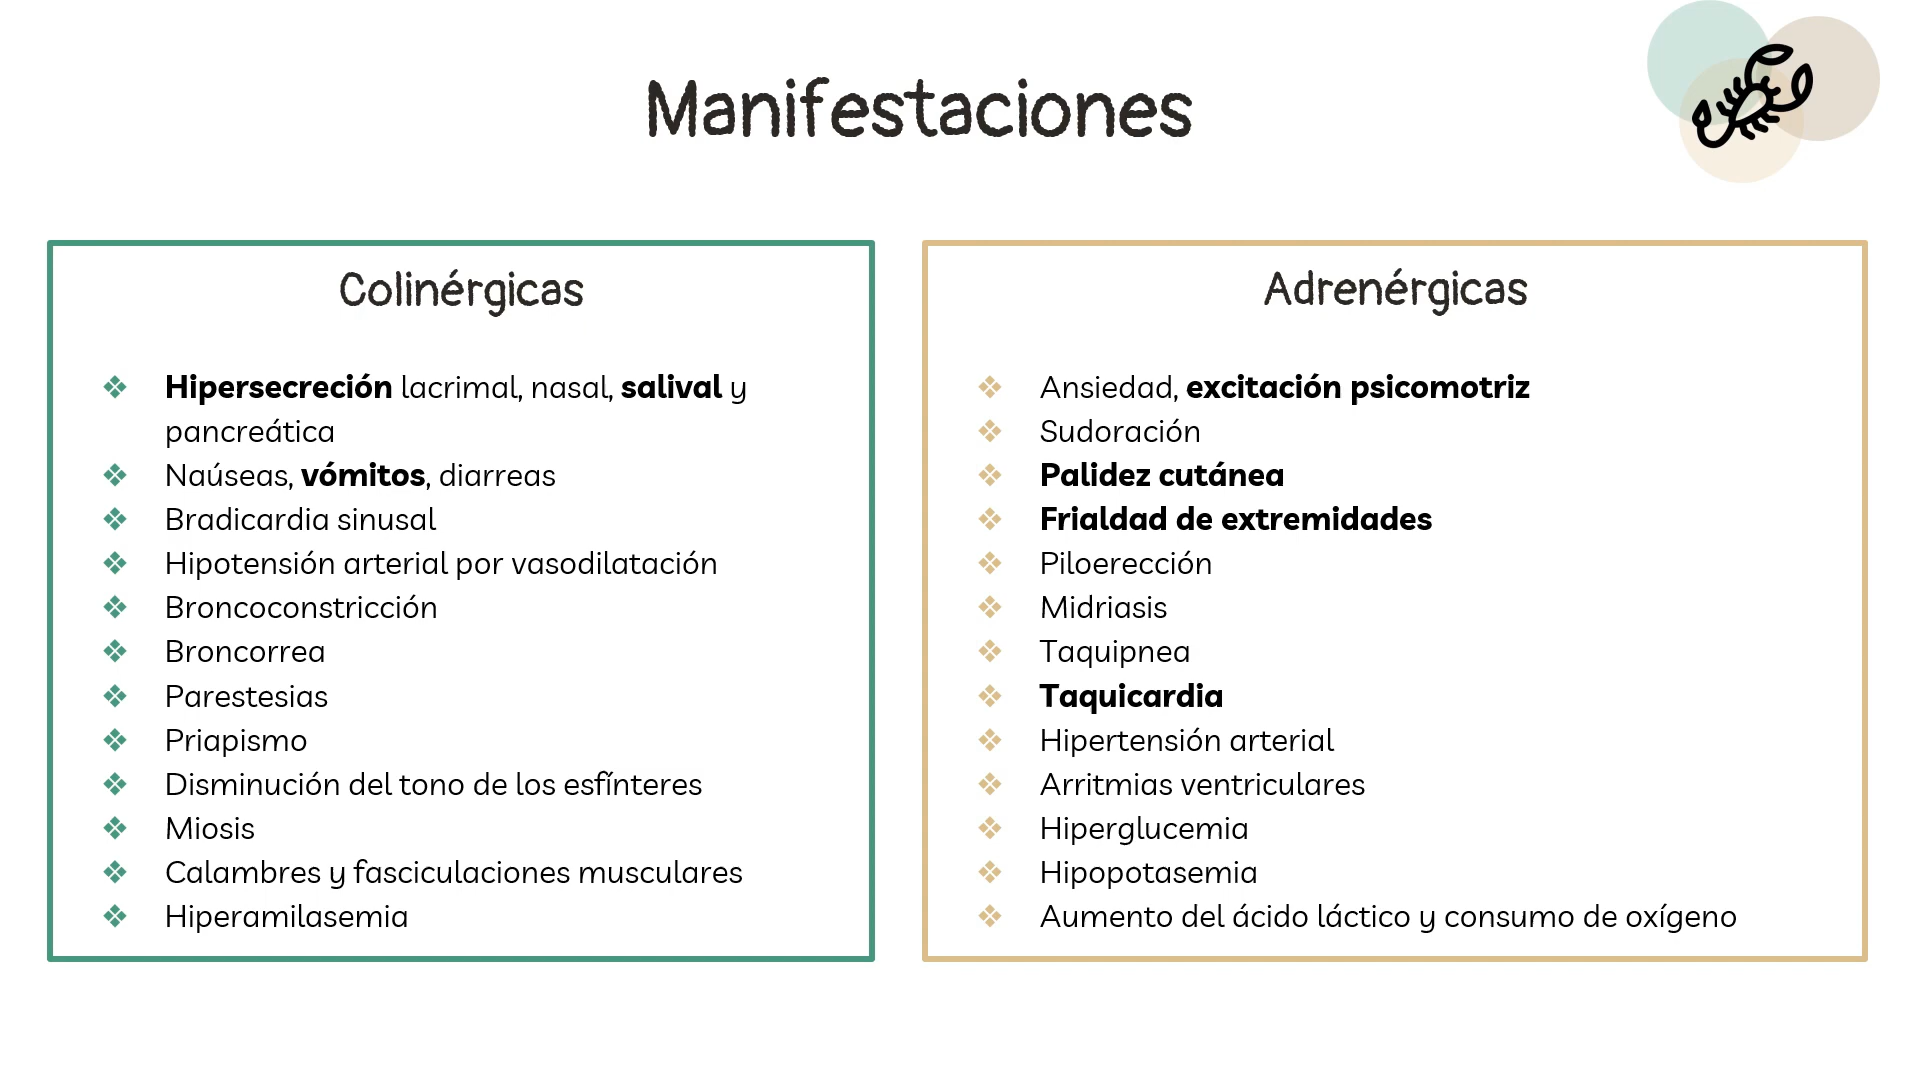 Manifestaciones
Colinérgicas
❖ Hipersecreción lacrimal, nasal, salival y
pancreática
❖ Naúseas, vómitos, diarreas
❖ Bradicardia sinusal
❖ Hipotensión arterial por vasodilatación
❖ Broncoconstricción
❖ Broncorrea
❖ Parestesias
❖ Priapismo
❖ Disminución del tono de los esfínteres
❖ Miosis
❖ Calambres y fasciculaciones musculares
❖ Hiperamilasemia
Adrenérgicas
❖ Ansiedad, excitación psicomotriz
❖ Sudoración
❖ Palidez cutánea
❖ Frialdad de extremidades
❖ Piloerección
❖ Midriasis
❖ Taquipnea
❖ Taquicardia
❖ Hipertensión arterial
❖ Arritmias ventriculares
❖ Hiperglucemia
❖ Hipopotasemia
❖ Aumento del ácido láctico y consumo de oxígeno